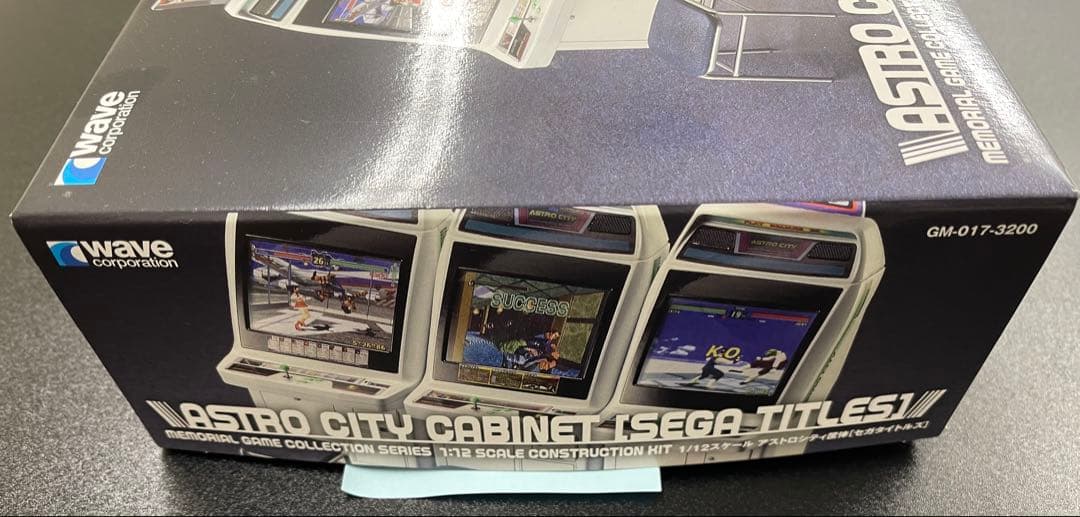 wave
corporation
ASTRO C
MEMORIAL GAME COLLEC
wave
corporation
GM-017-3200
ASTRO CITY
ASTRO CITY
26
SUCCESS
19
K.O.
ASTRO CITY CABINET [SEGA TITLES]
MEMORIAL GAME COLLECTION SERIES 1:12 SCALE CONSTRUCTION KIT 1/12スケール アストロシティ筐体[セガタイトルズ]